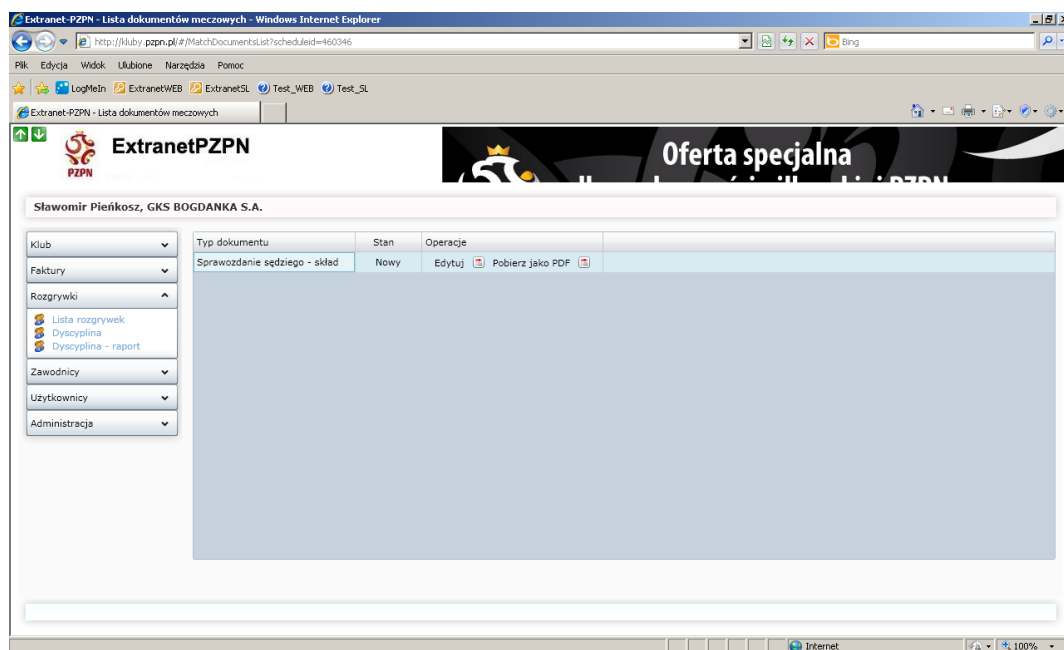 Extranet-PZPN - Lista dokumentów meczowych - Windows Internet Explorer
http://kluby.pzpn.pl/#/MatchDocumentsList?scheduleid=460346
Bing
Plik Edycja Widok Ulubione Narzędzia Pomoc
LogMeIn ExtranetWEB ExtranetSL Test_WEB Test_SL
Extranet-PZPN - Lista dokumentów meczowych
PZPN
ExtranetPZPN
Oferta specjalna
Sławomir Pieńkosz, GKS BOGDANKA S.A.
Klub
Faktury
Rozgrywki
Lista rozgrywek
Dyscyplina
Dyscyplina - raport
Zawodnicy
Użytkownicy
Administracja
Typ dokumentu Stan Operacje
Sprawozdanie sędziego - skład Nowy Edytuj Pobierz jako PDF
Internet 100%